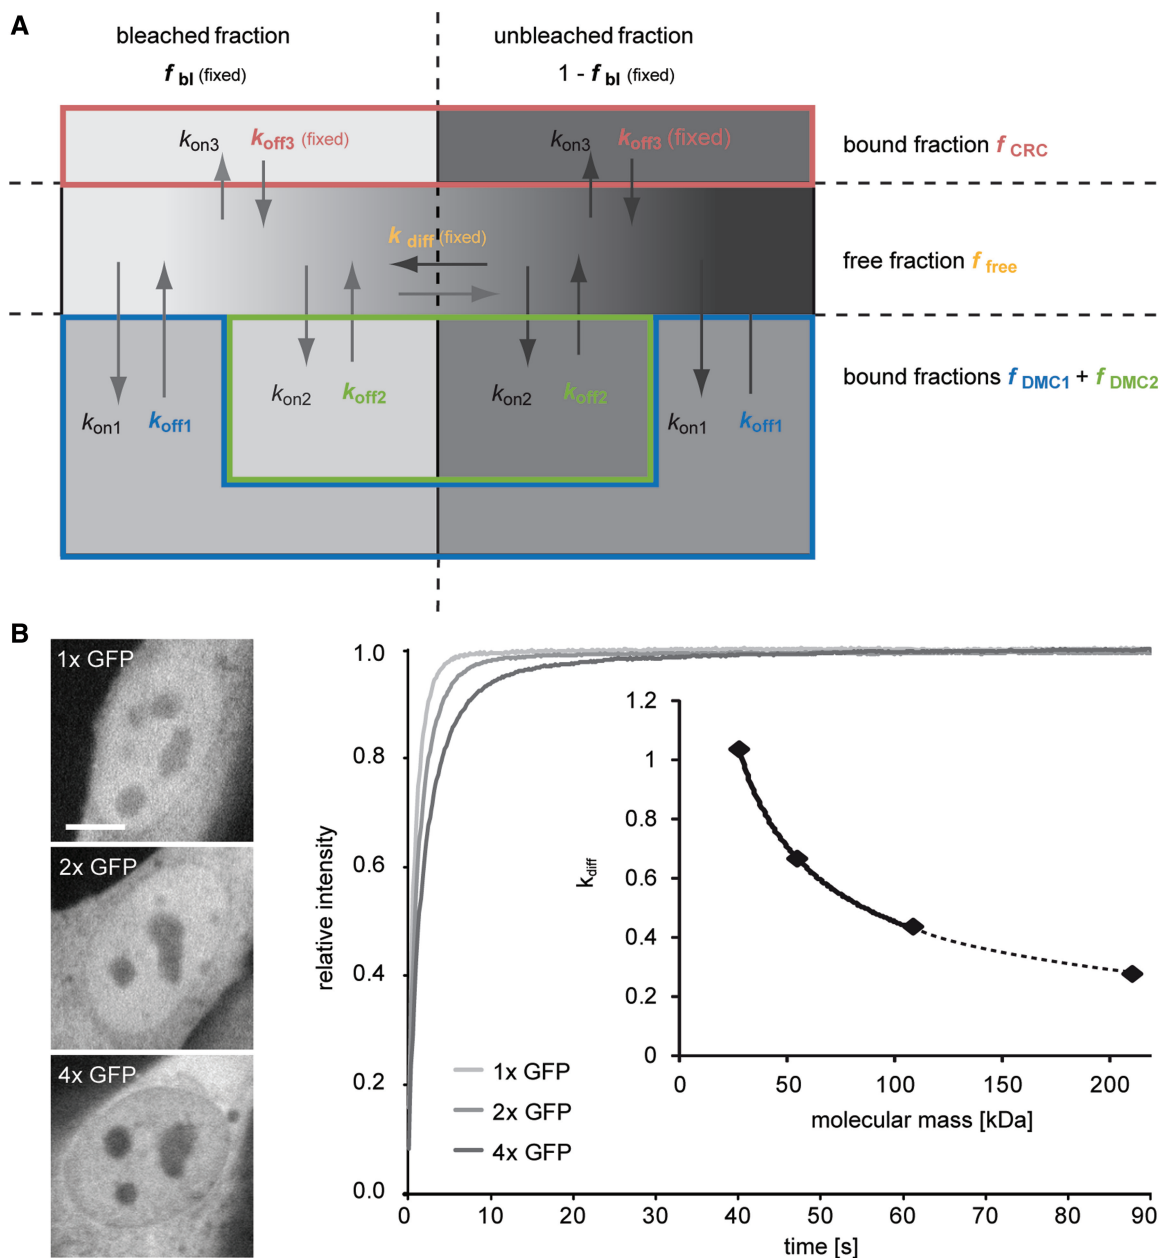 A
bleached fraction
f bl (fixed)
unbleached fraction
1 - f bl (fixed)
kon3
koff3 (fixed)
kon3
koff3 (fixed)
bound fraction f CRC
k diff (fixed)
free fraction f free
kon1
koff1
kon2
koff2
kon2
koff2
kon1
koff1
bound fractions f DMC1 + f DMC2
B
1x GFP
2x GFP
4x GFP
relative intensity
1.0
0.8
0.6
0.4
0.2
0.0
0 10 20 30 40 50 60 70 80 90
time [s]
1x GFP
2x GFP
4x GFP
kdiff
1.2
1
0.8
0.6
0.4
0.2
0
0 50 100 150 200
molecular mass [kDa]